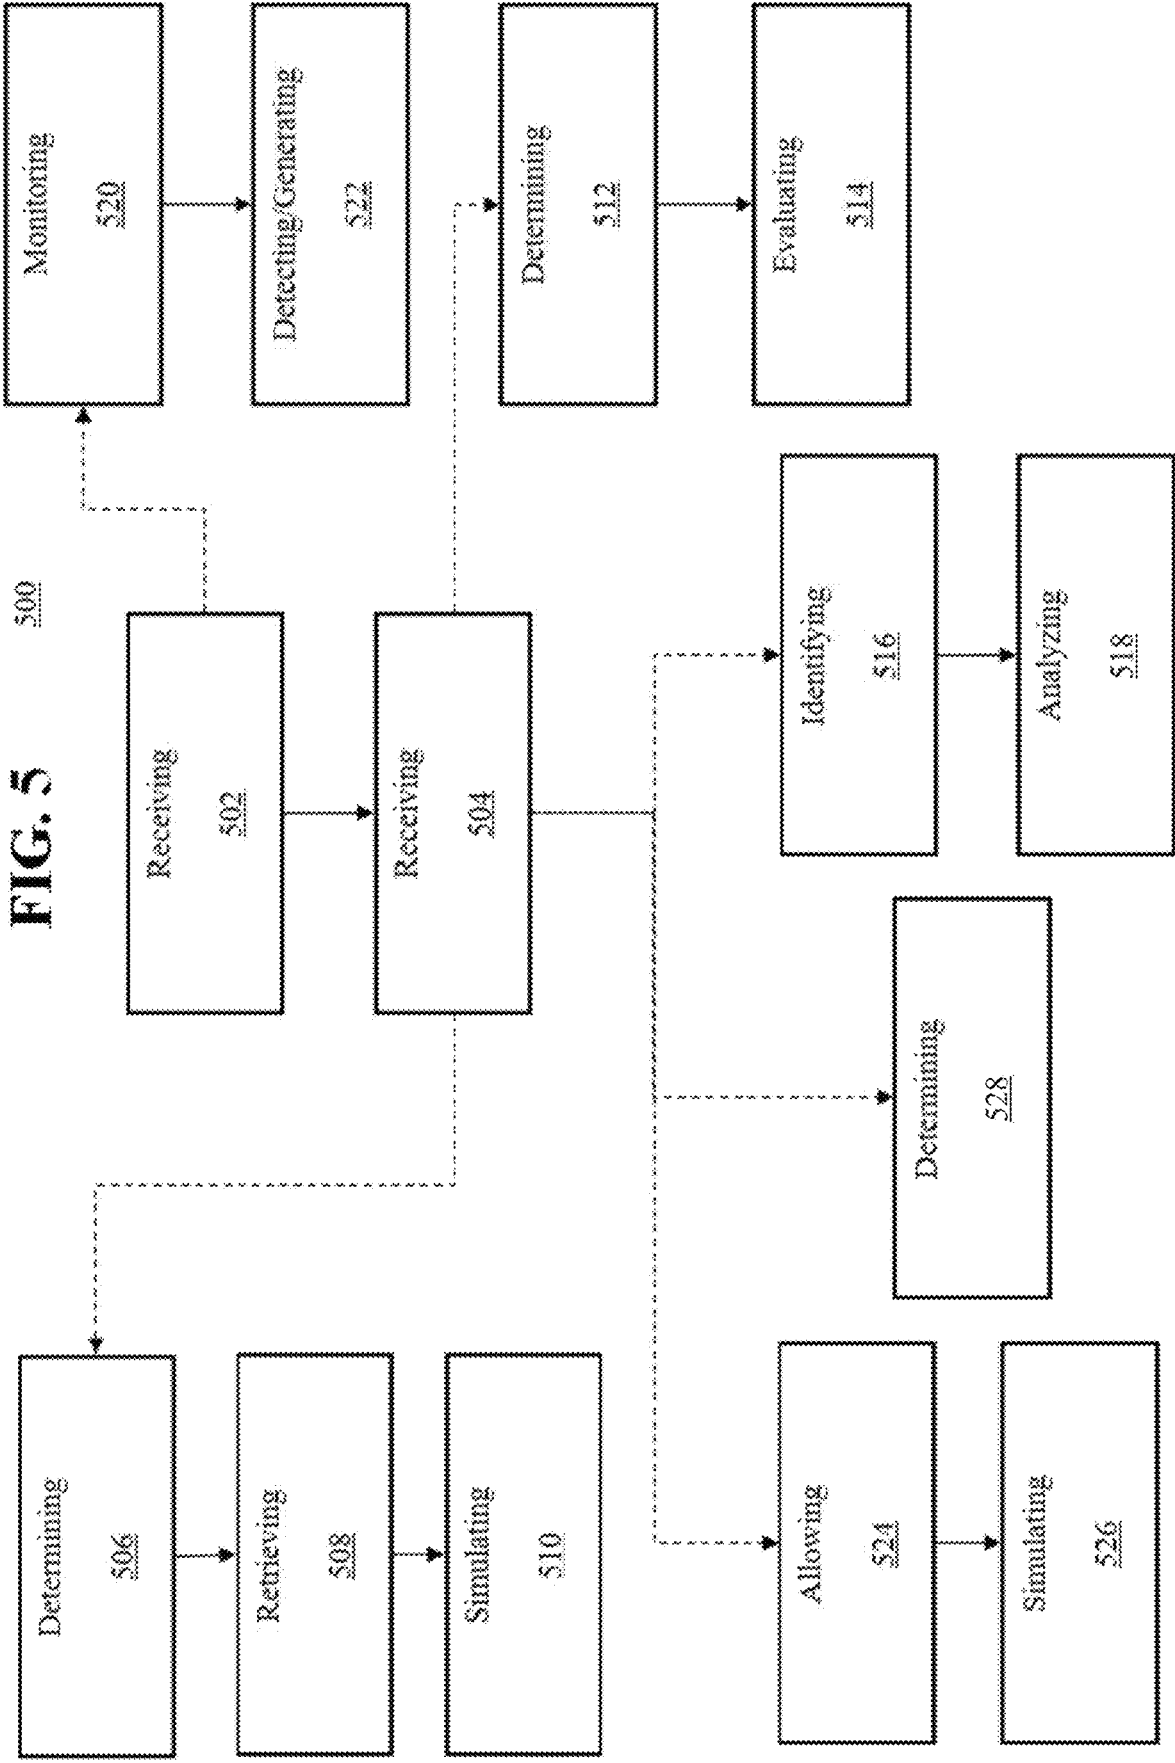 FIG. 5
500
Receiving
502
Receiving
504
Determining
506
Retrieving
508
Simulating
510
Monitoring
520
Detecting/Generating
522
Determining
512
Evaluating
514
Allowing
524
Simulating
526
Determining
528
Identifying
516
Analyzing
518